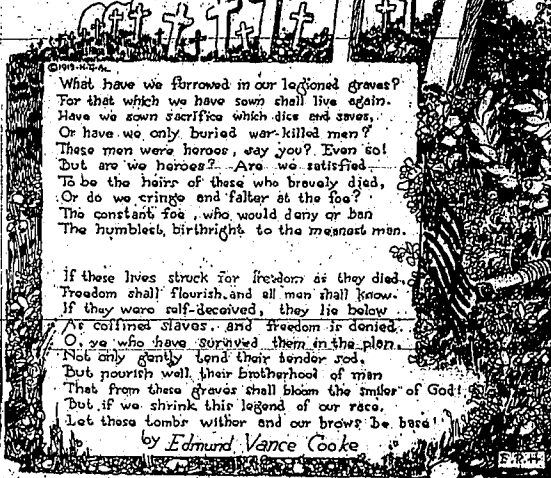 ©1919-N-E-A-
What have we furrowed in our legioned graves?
For that which we have sown shall live again.
Have we sown sacrifice which dies and saves,
Or have we only buried war-killed men?
These men were heroes, say you? Even so!
But are we heroes? Are we satisfied
To be the heirs of these who bravely died,
Or do we cringe and falter at the foe?
The constant foe, who would deny or ban
The humblest, birthright to the meanest man.
If these lives struck for freedom as they died,
Freedom shall flourish and all men shall know.
If they were self-deceived, they lie below
As coffined slaves, and freedom is denied.
O, ye who have survived them in the plan,
Not only gently tend their tender sod,
But nourish well their brotherhood of man
That from these graves shall bloom the smiles of God!
But if we shrink this legend of our race,
Let these tombs wither and our brows be base!
by Edmund Vance Cooke
E.R.H